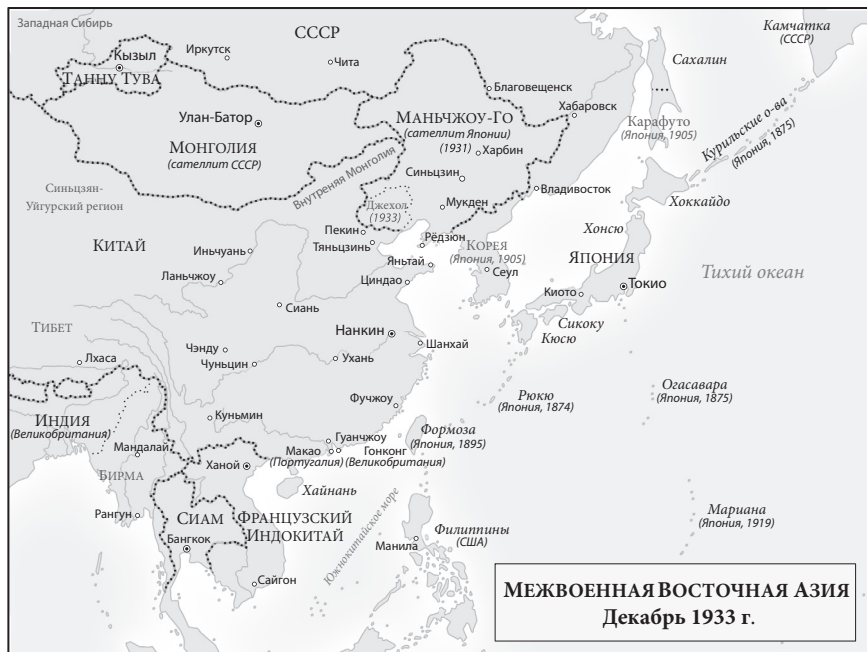 Западная Сибирь
СССР
Камчатка
(СССР)
Кызыл
Иркутск
Чита
Сахалин
ТАННУ ТУВА
Благовещенск
Хабаровск
Улан-Батор
МАНЬЧЖОУ-ГО
(сателлит Японии)
(1931)
Карафуто
(Япония, 1905)
Курильские о-ва
(Япония, 1875)
МОНГОЛИЯ
(сателлит СССР)
Харбин
Внутреняя Монголия
Синьцзин
Синьцзян-
Уйгурский регион
Джехол
(1933)
Мукден
Владивосток
Хоккайдо
Пекин
Тяньцзинь
Рёдзюн
КОРЕЯ
(Япония, 1905)
Хонсю
КИТАЙ
Иньчуань
Яньтай
Сеул
ЯПОНИЯ
Тихий океан
Ланьчжоу
Циндао
Киото
Токио
Сиань
Сикоку
Кюсю
ТИБЕТ
Нанкин
Шанхай
Лхаса
Чэнду
Чуньцин
Ухань
Рюкю
(Япония, 1874)
Огасавара
(Япония, 1875)
ИНДИЯ
(Великобритания)
Куньмин
Фучжоу
Формоза
(Япония, 1895)
Мандалай
Гуанчжоу
Макао
(Португалия)
Гонконг
(Великобритания)
БИРМА
Ханой
Хайнань
Южнокитайское море
Рангун
СИАМ
Бангкок
ФРАНЦУЗСКИЙ
ИНДОКИТАЙ
Филиппины
(США)
Манила
Мариана
(Япония, 1919)
Сайгон
МЕЖВОЕННАЯ ВОСТОЧНАЯ АЗИЯ
Декабрь 1933 г.